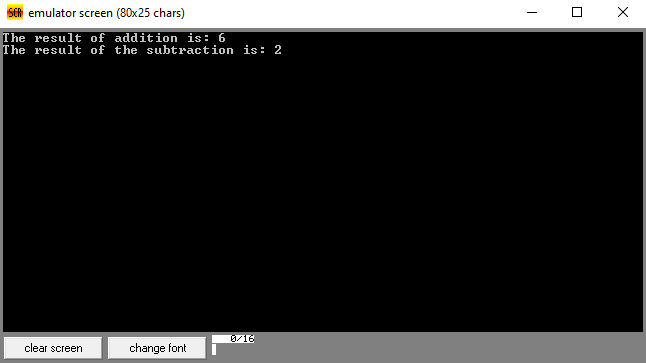 SCR emulator screen (80x25 chars)
The result of addition is: 6
The result of the subtraction is: 2
clear screen change font 0/16